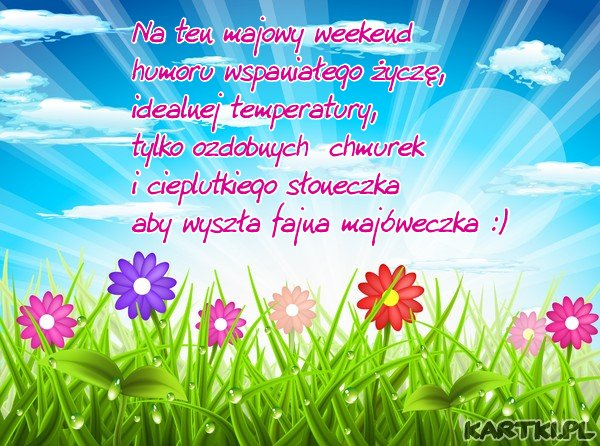 Na ten majowy weekend
humoru wspaniałego życzę,
idealnej temperatury,
tylko ozdobnych chmurek
i cieplutkiego słoneczka
aby wyszła fajna majóweczka :)
KARTKI.PL